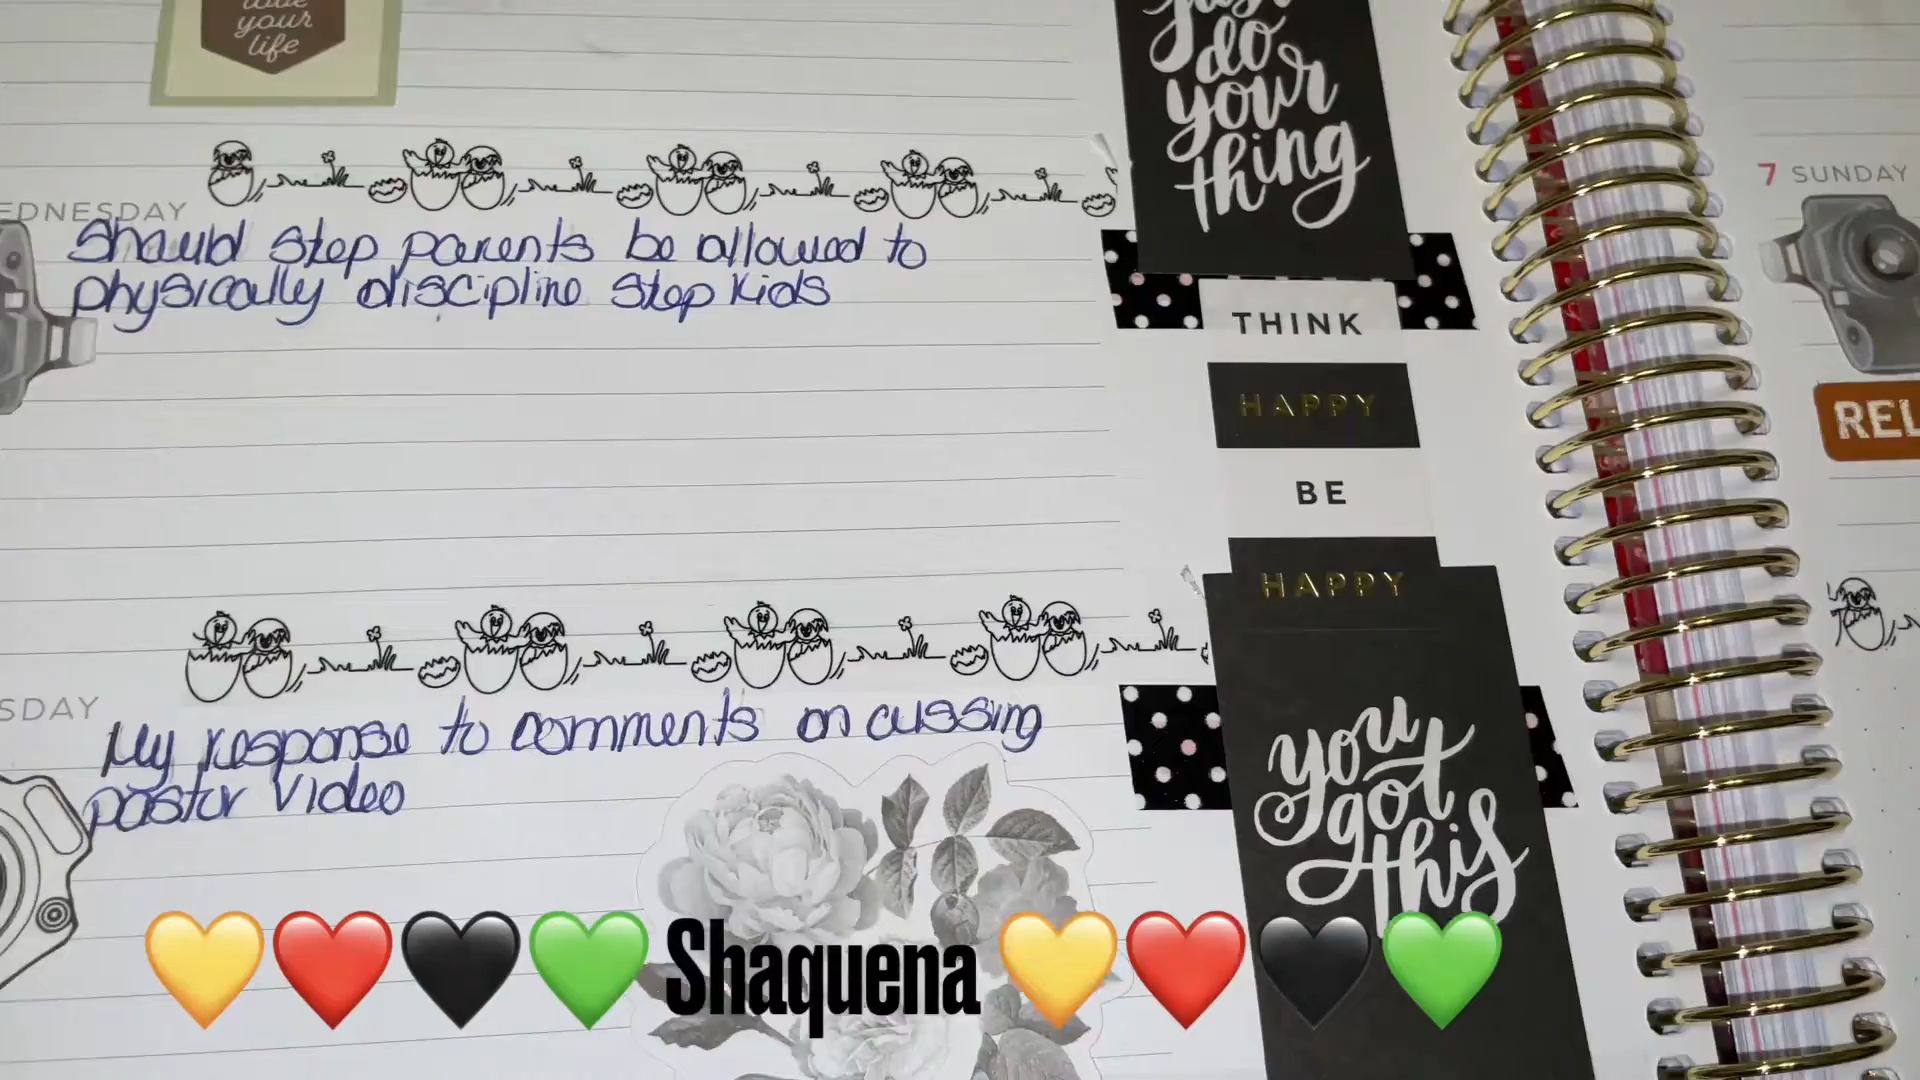 your
life
do
your
thing
7 SUNDAY
EDNESDAY
Should step parents be allowed to
physically discipline step kids
THINK
HAPPY
REL
BE
HAPPY
SDAY
My response to comments on cussing
pastor video
you
got
this
💛❤️🖤💚 Shaquena 💛❤️🖤💚